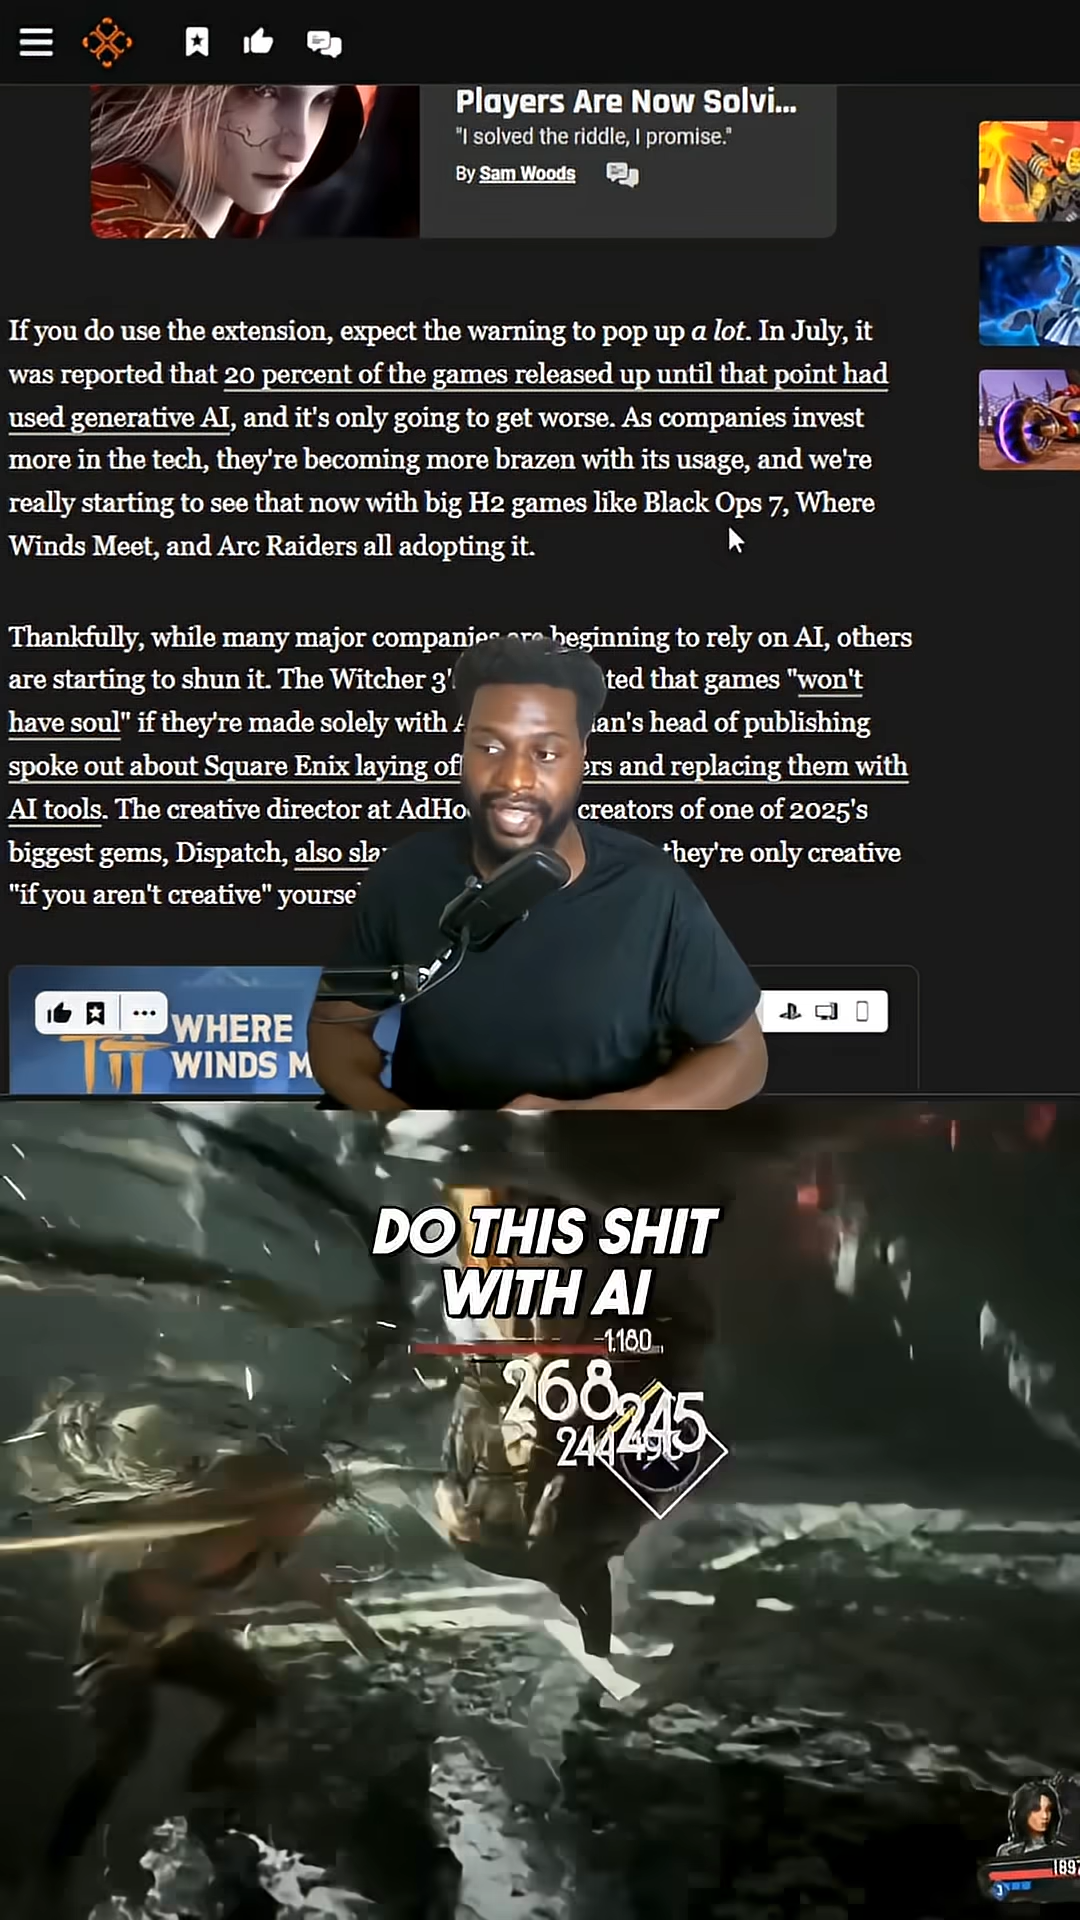 Players Are Now Solvi...
"I solved the riddle, I promise."
By Sam Woods
If you do use the extension, expect the warning to pop up a lot. In July, it
was reported that 20 percent of the games released up until that point had
used generative AI, and it's only going to get worse. As companies invest
more in the tech, they're becoming more brazen with its usage, and we're
really starting to see that now with big H2 games like Black Ops 7, Where
Winds Meet, and Arc Raiders all adopting it.
Thankfully, while many major companies are beginning to rely on AI, others
are starting to shun it. The Witcher 3's ted that games "won't
have soul" if they're made solely with A an's head of publishing
spoke out about Square Enix laying off ers and replacing them with
AI tools. The creative director at AdHo creators of one of 2025's
biggest gems, Dispatch, also sla they're only creative
"if you aren't creative" yoursel
WHERE
WINDS M
DO THIS SHIT
WITH AI
1.180
268
245
244
1897